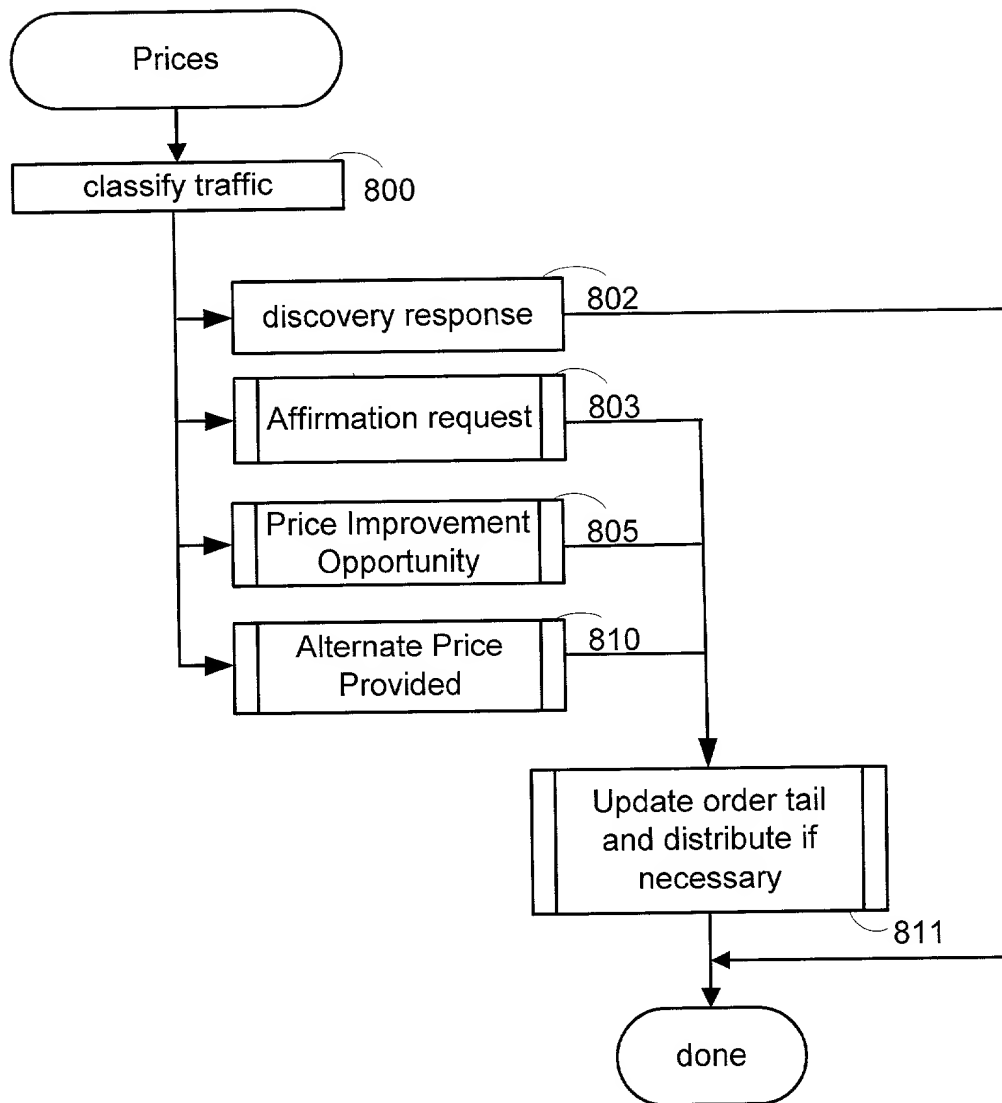 Prices
classify traffic
800
discovery response
802
Affirmation request
803
Price Improvement
Opportunity
805
Alternate Price
Provided
810
Update order tail
and distribute if
necessary
811
done